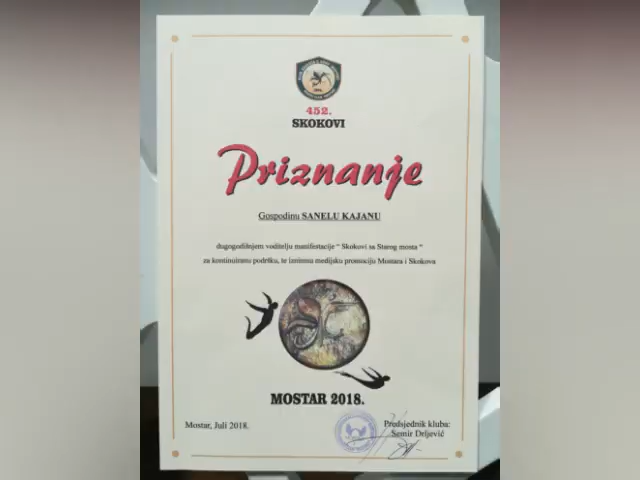 452.
SKOKOVI
Priznanje
Gospodinu SANELU KAJANU
dugogodišnjem voditelju manifestacije " Skokovi sa Starog mosta "
za kontinuiranu podršku, te iznimnu medijsku promociju Mostara i Skokova
MOSTAR 2018.
Mostar, Juli 2018.
Predsjednik kluba:
Semir Drljević